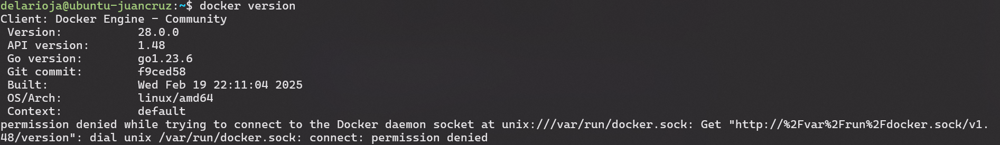 delarioja@ubuntu-juancruz:~$ docker version
Client: Docker Engine - Community
 Version:           28.0.0
 API version:       1.48
 Go version:        go1.23.6
 Git commit:        f9ced58
 Built:             Wed Feb 19 22:11:04 2025
 OS/Arch:           linux/amd64
 Context:           default
permission denied while trying to connect to the Docker daemon socket at unix:///var/run/docker.sock: Get "http://%2Fvar%2Frun%2Fdocker.sock/v1.
48/version": dial unix /var/run/docker.sock: connect: permission denied